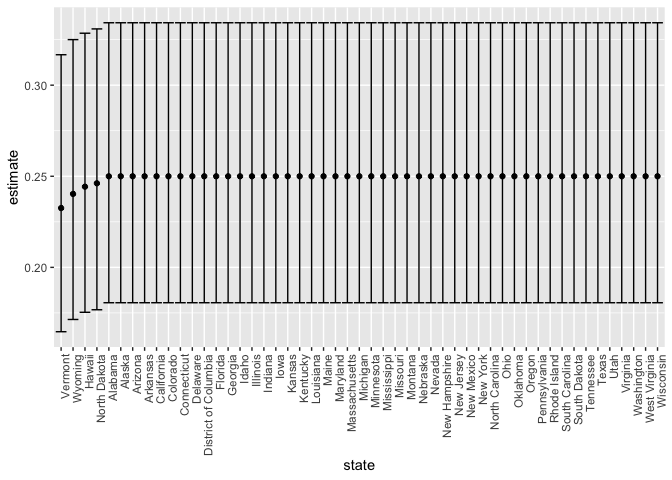 0.30
0.25
0.20
estimate
Vermont
Wyoming
Hawaii
North Dakota
Alabama
Alaska
Arizona
Arkansas
California
Colorado
Connecticut
Delaware
District of Columbia
Florida
Georgia
Idaho
Illinois
Indiana
Iowa
Kansas
Kentucky
Louisiana
Maine
Maryland
Massachusetts
Michigan
Minnesota
Mississippi
Missouri
Montana
Nebraska
Nevada
New Hampshire
New Jersey
New Mexico
New York
North Carolina
Ohio
Oklahoma
Oregon
Pennsylvania
Rhode Island
South Carolina
South Dakota
Tennessee
Texas
Utah
Virginia
Washington
West Virginia
Wisconsin
state